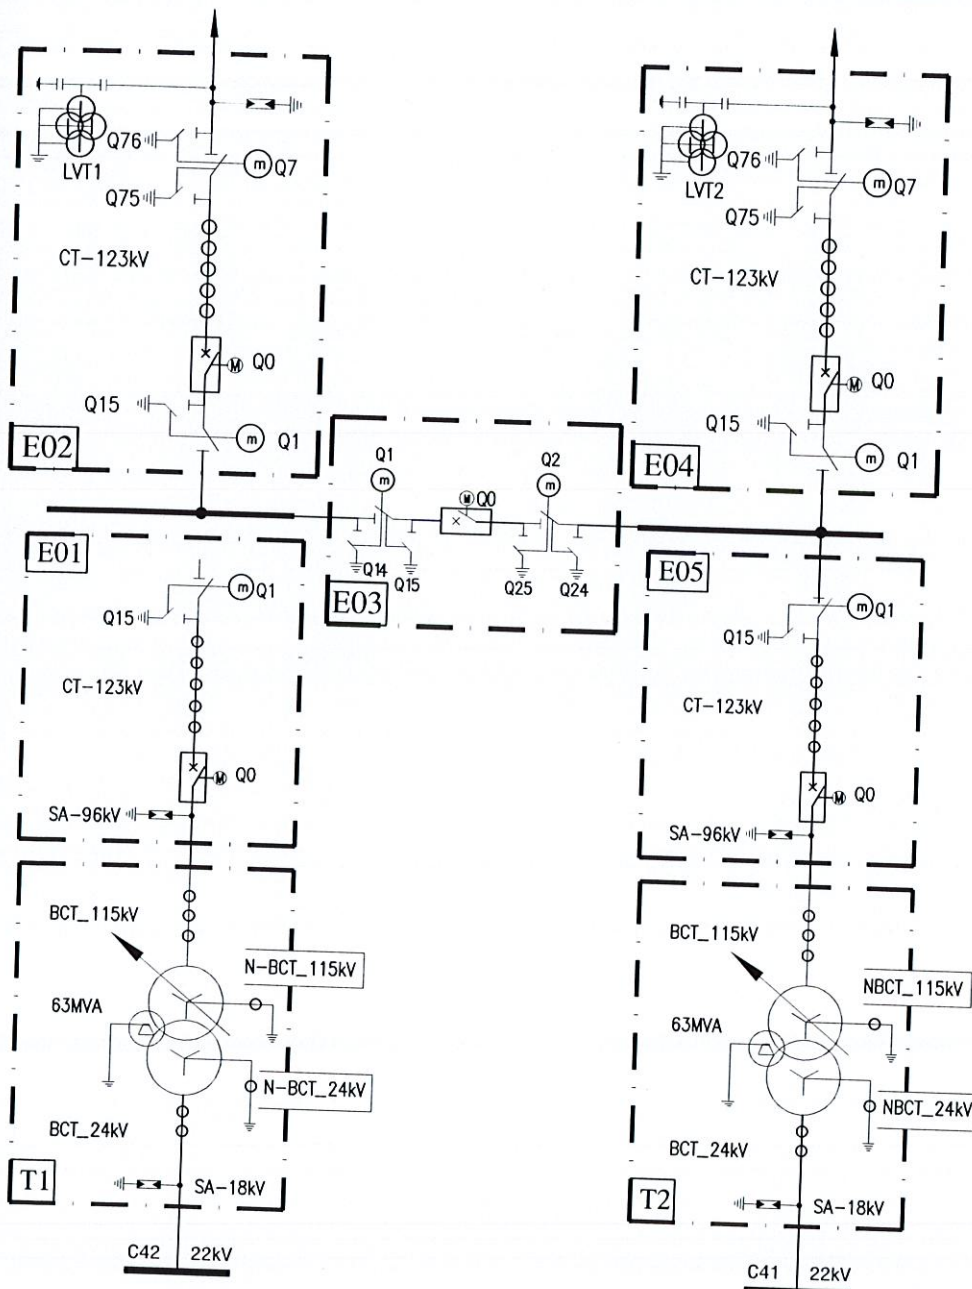 Q76
m Q7
LVT1
Q75
CT-123kV
M Q0
Q15
m Q1
E02
Q76
m Q7
LVT2
Q75
CT-123kV
M Q0
Q15
m Q1
E04
Q1
m
Q2
m
M Q0
Q14
Q15
Q25
Q24
E03
E01
m Q1
Q15
CT-123kV
M Q0
SA-96kV
E05
m Q1
Q15
CT-123kV
M Q0
SA-96kV
BCT_115kV
N-BCT_115kV
63MVA
N-BCT_24kV
BCT_24kV
T1
SA-18kV
C42 22kV
BCT_115kV
NBCT_115kV
63MVA
NBCT_24kV
BCT_24kV
T2
SA-18kV
C41 22kV